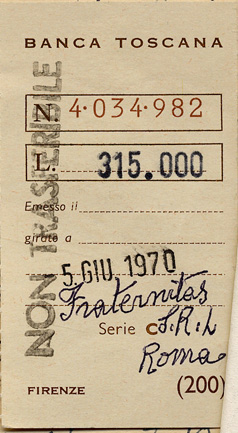 BANCA TOSCANA
NON TRASFERIBILE
N. 4·034·982
L. 315.000
Emesso il
girato a
5 GIU 1970
Fraternitas
Serie C S.R.L
Roma
FIRENZE (200)